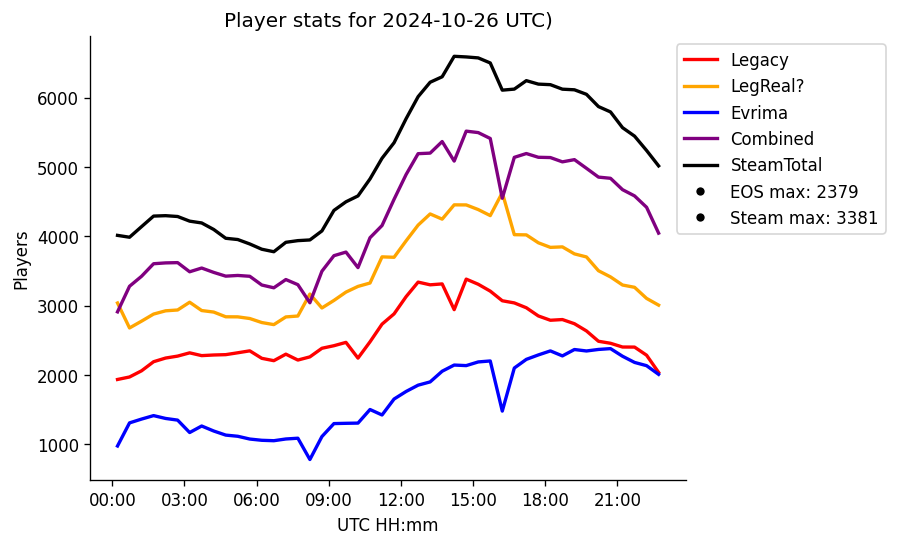 Player stats for 2024-10-26 UTC)
Legacy
LegReal?
Evrima
Combined
SteamTotal
EOS max: 2379
Steam max: 3381
Players
6000
5000
4000
3000
2000
1000
00:00 03:00 06:00 09:00 12:00 15:00 18:00 21:00
UTC HH:mm